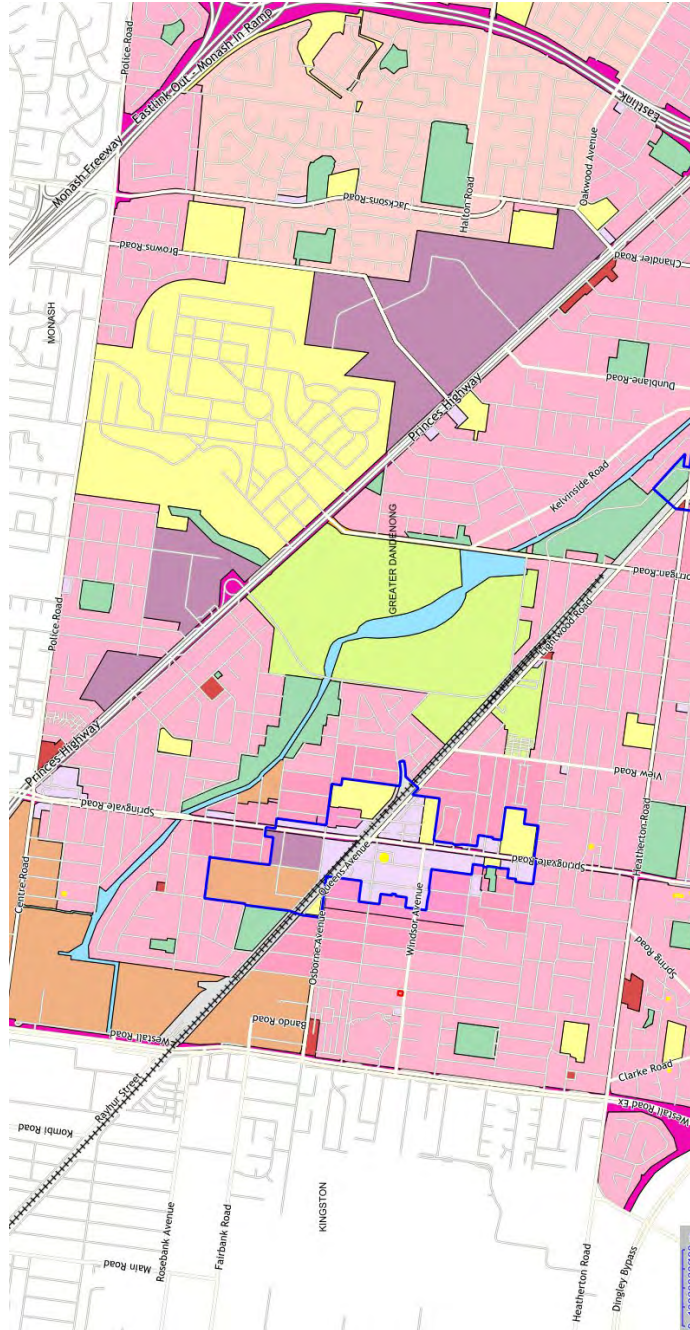 Police Road
Eastlink Out - Monash In Ramp
Monash Freeway
Eastlink
Oakwood Avenue
Halton Road
Jacksons Road
Browns Road
MONASH
Chandler Road
Princes Highway
Dunblane Road
Kelvinside Road
GREATER DANDENONG
Police Road
Corrigan Road
Lightwood Road
Princes Highway
View Road
Springvale Road
Heatherton Road
Centre Road
Queens Avenue
Springvale Road
Osborne Avenue
Windsor Avenue
Spring Road
Bando Road
Westall Road
Clarke Road
Westall Road Ex
Rayhur Street
Kombi Road
Rosebank Avenue
Fairbank Road
KINGSTON
Main Road
Heatherton Road
Dingley Bypass